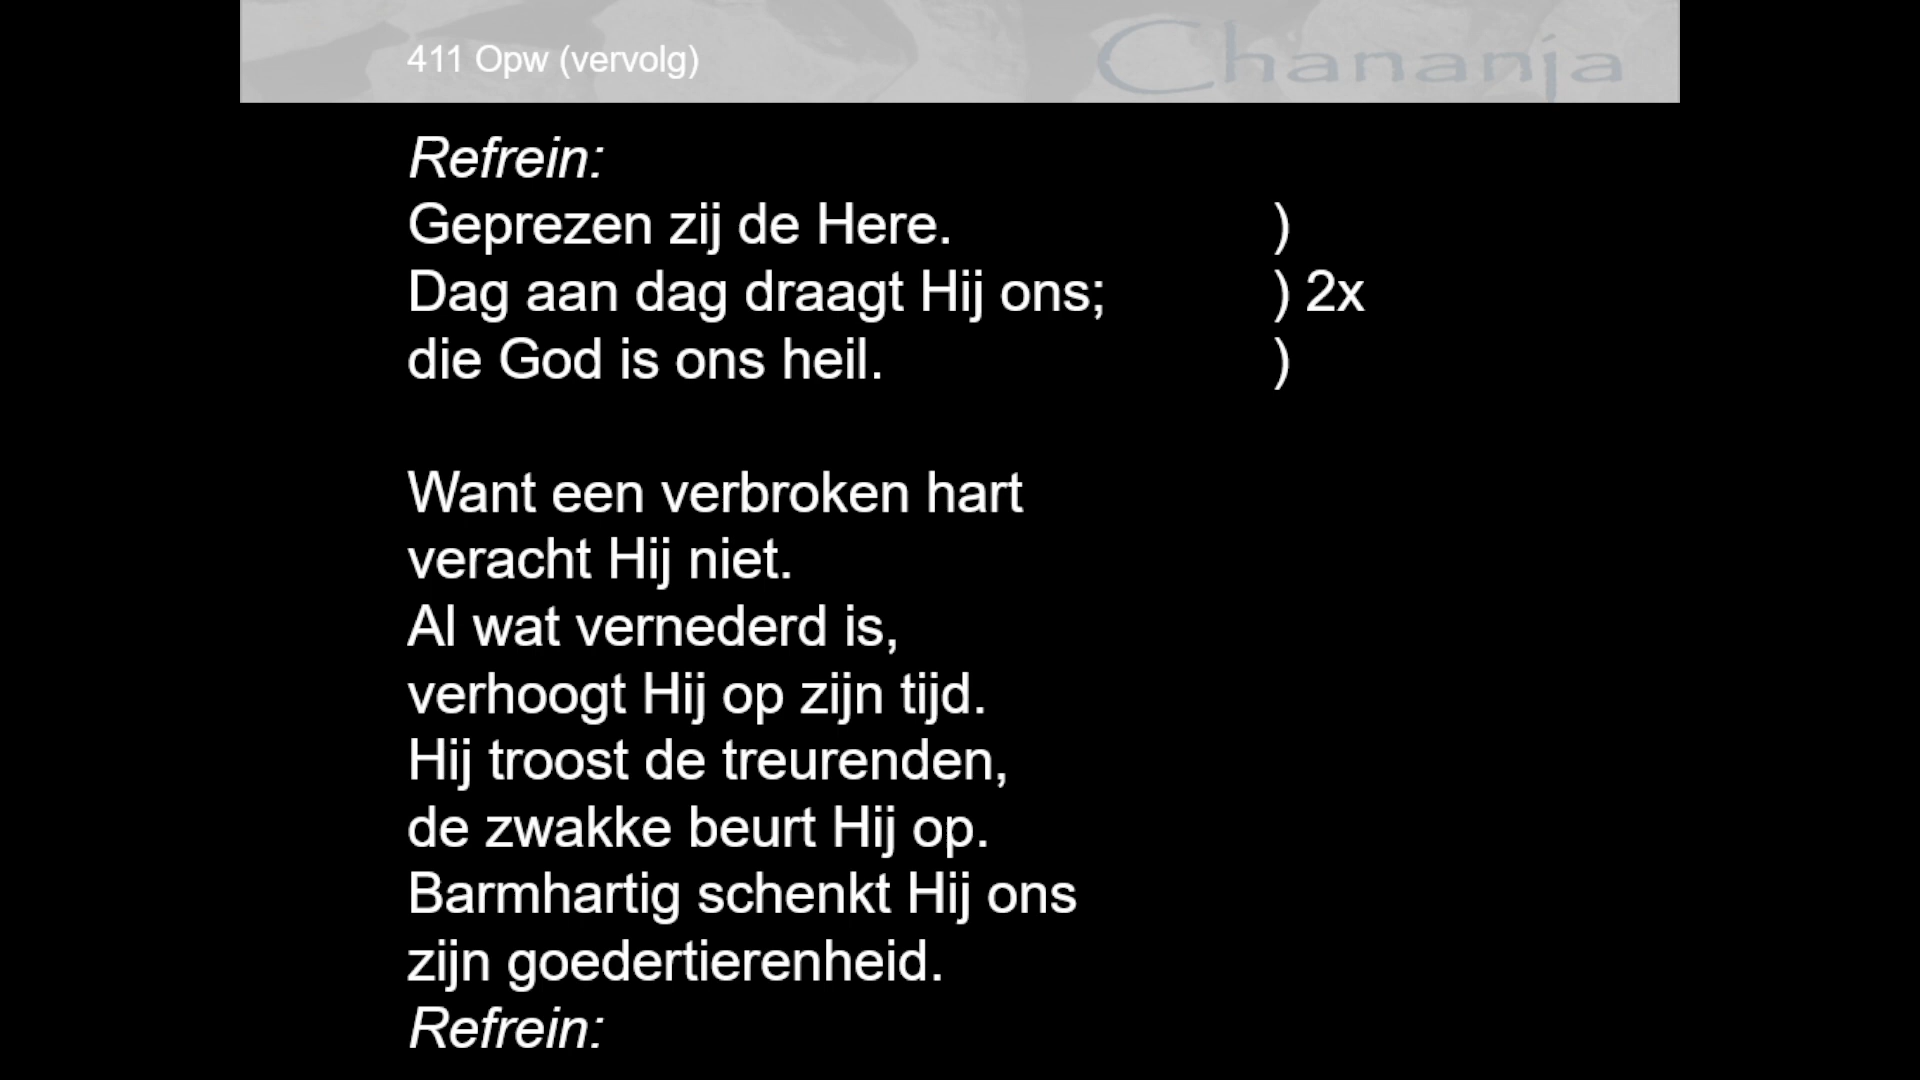 411 Opw (vervolg)
Chananja
Refrein:
Geprezen zij de Here. )
Dag aan dag draagt Hij ons; ) 2x
die God is ons heil. )
Want een verbroken hart
veracht Hij niet.
Al wat vernederd is,
verhoogt Hij op zijn tijd.
Hij troost de treurenden,
de zwakke beurt Hij op.
Barmhartig schenkt Hij ons
zijn goedertierenheid.
Refrein: